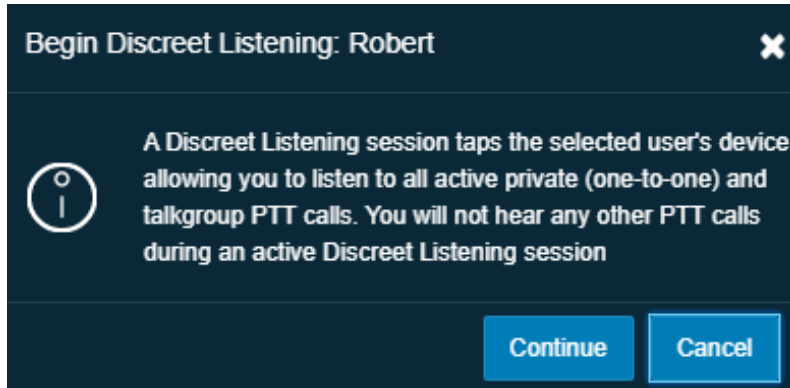 Begin Discreet Listening: Robert
A Discreet Listening session taps the selected user's device
allowing you to listen to all active private (one-to-one) and
talkgroup PTT calls. You will not hear any other PTT calls
during an active Discreet Listening session
Continue Cancel